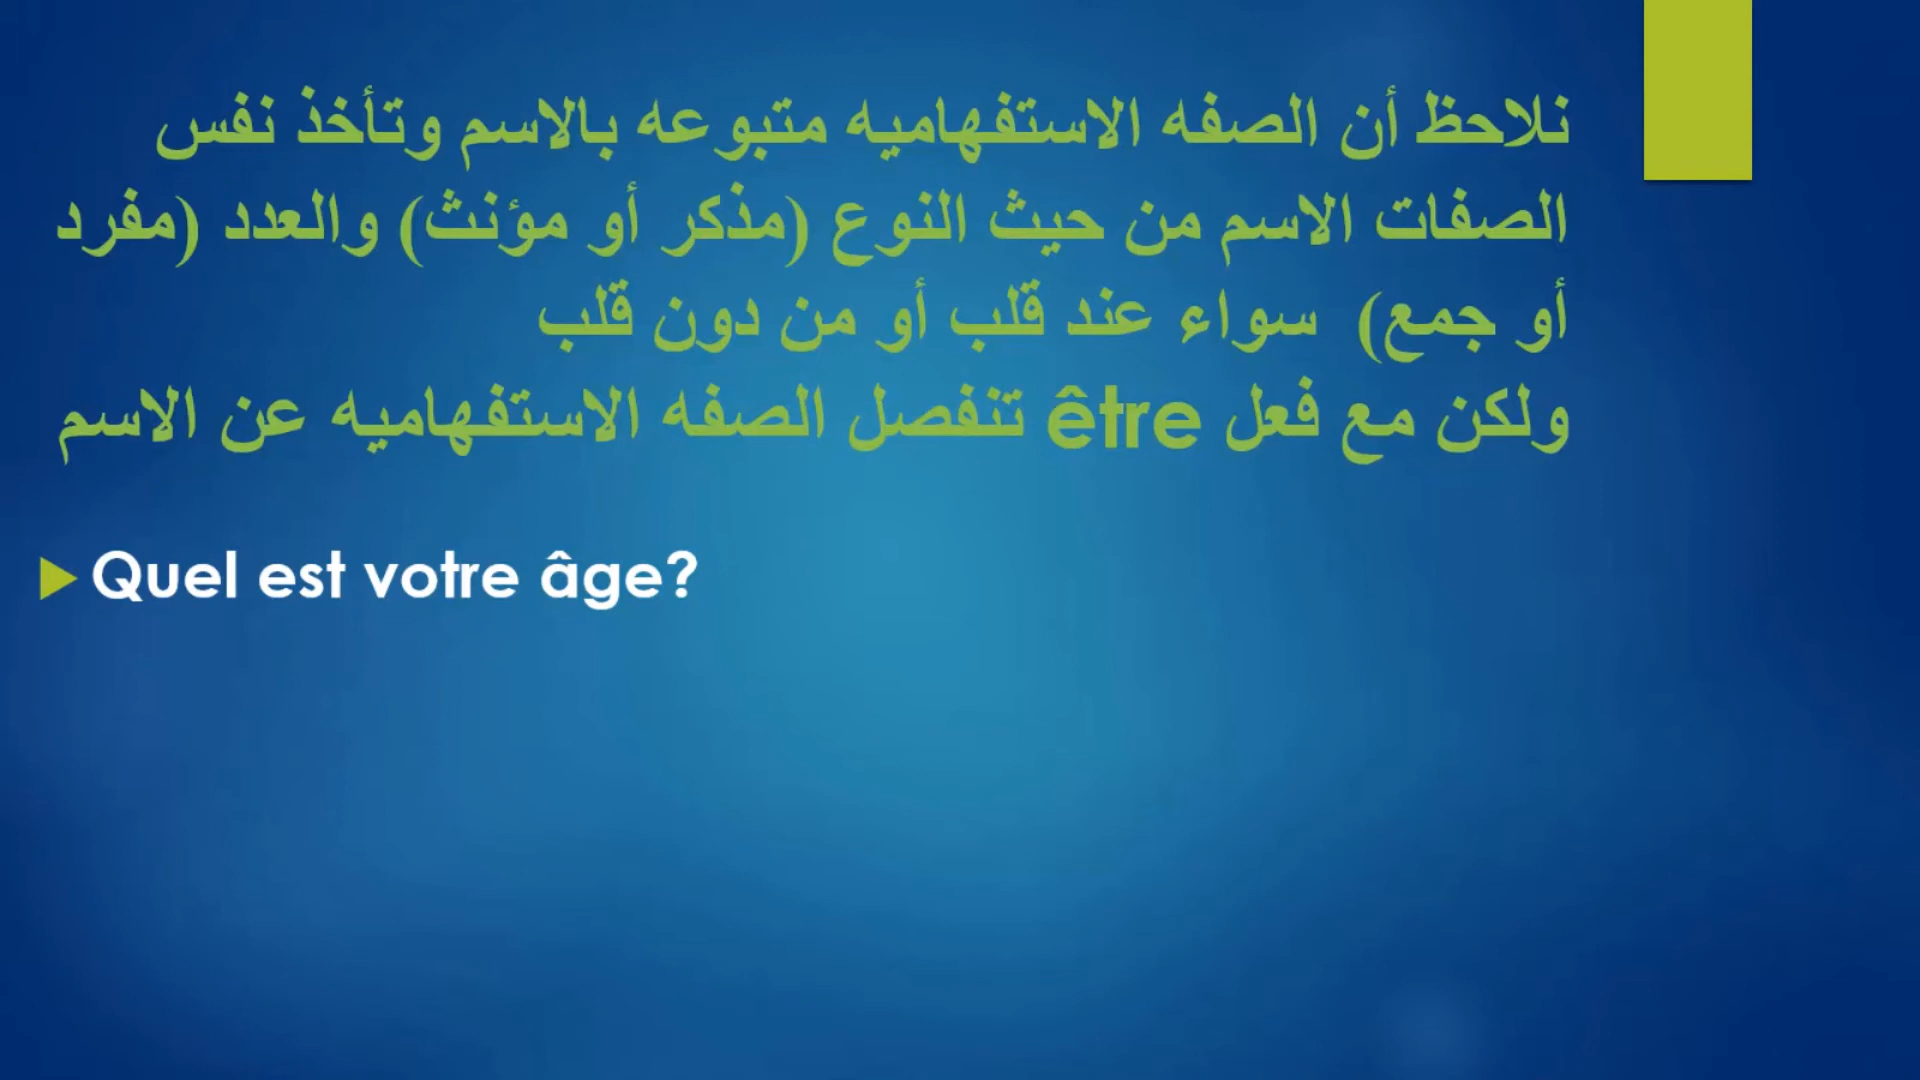 نلاحظ أن الصفه الاستفهاميه متبوعه بالاسم وتأخذ نفس
الصفات الاسم من حيث النوع (مذكر أو مؤنث) والعدد (مفرد
أو جمع) سواء عند قلب أو من دون قلب
ولكن مع فعل être تنفصل الصفه الاستفهاميه عن الاسم
Quel est votre âge?